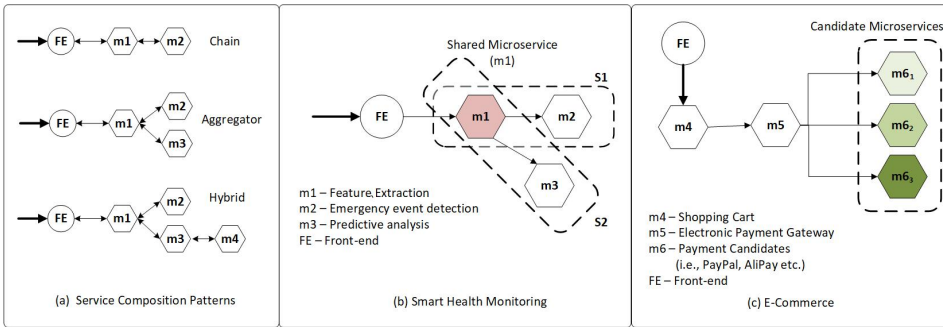 FE
m1
m2
Chain
FE
m1
m2
m3
Aggregator
FE
m1
m2
m3
m4
Hybrid
(a) Service Composition Patterns
Shared Microservice
(m1)
S1
FE
m1
m2
m3
S2
m1 – Feature Extraction
m2 – Emergency event detection
m3 – Predictive analysis
FE – Front-end
(b) Smart Health Monitoring
Candidate Microservices
FE
m4
m5
m6₁
m6₂
m6₃
m4 – Shopping Cart
m5 – Electronic Payment Gateway
m6 – Payment Candidates
(i.e., PayPal, AliPay etc.)
FE – Front-end
(c) E-Commerce